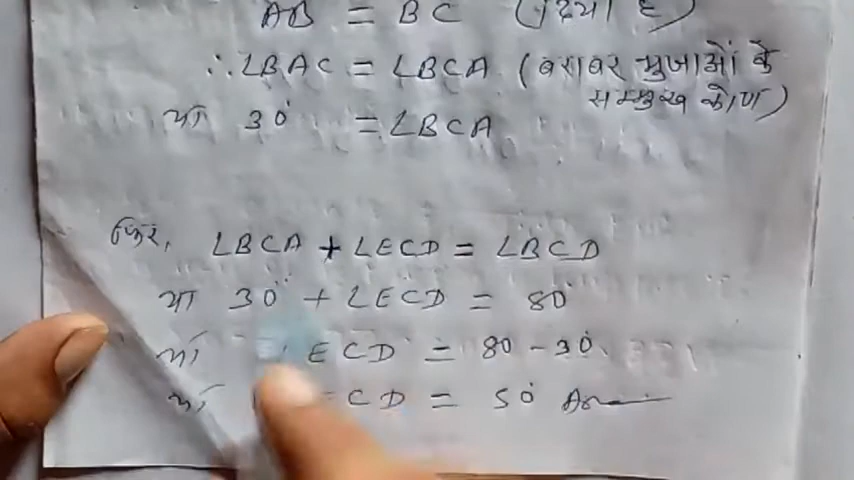 AB = BC (दिया है)
∴ ∠BAC = ∠BCA (बराबर भुजाओं के
सम्मुख कोण)
या 30° = ∠BCA
फिर, ∠BCA + ∠ECD = ∠BCD
या 30° + ∠ECD = 80°
या ECD = 80 - 30°
या CD = 50° Ans